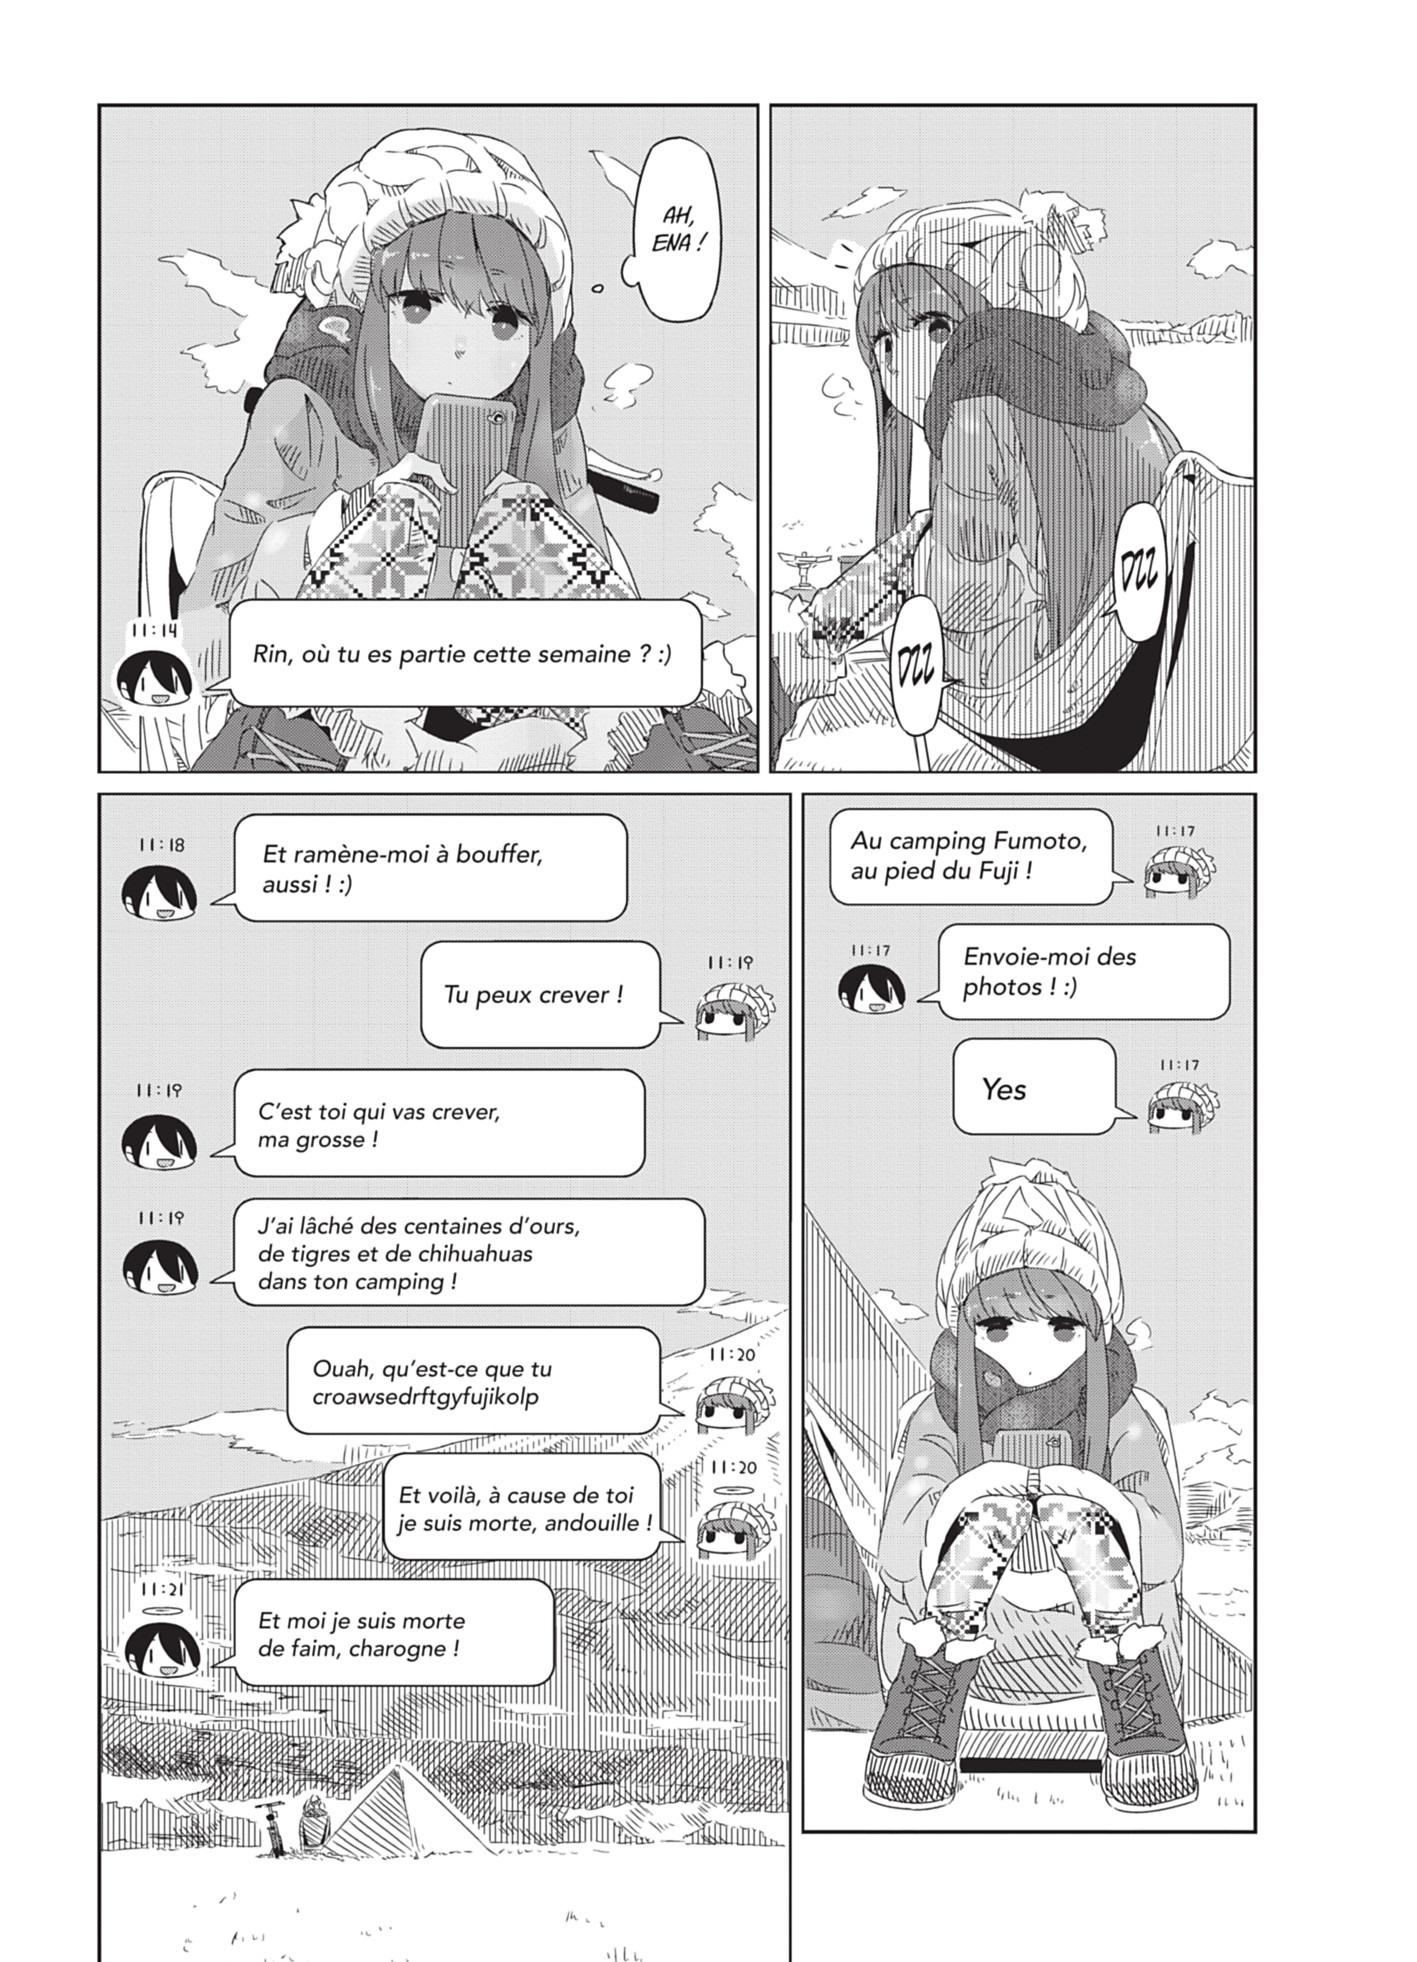 DZZ
DZZ
AH,
ENA !
11:14
Rin, où tu es partie cette semaine ? :)
11:17
Au camping Fumoto,
au pied du Fuji !
11:17
Envoie-moi des
photos ! :)
11:17
Yes
11:18
Et ramène-moi à bouffer,
aussi ! :)
11:19
Tu peux crever !
11:19
C’est toi qui vas crever,
ma grosse !
11:19
J’ai lâché des centaines d’ours,
de tigres et de chihuahuas
dans ton camping !
11:20
Ouah, qu’est-ce que tu
croawsedrftgyfujikolp
11:20
Et voilà, à cause de toi
je suis morte, andouille !
11:21
Et moi je suis morte
de faim, charogne !